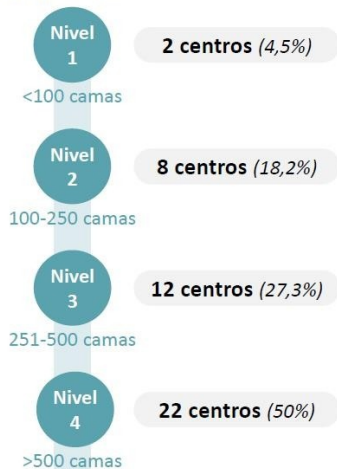 Nivel
1
2 centros (4,5%)
<100 camas
Nivel
2
8 centros (18,2%)
100-250 camas
Nivel
3
12 centros (27,3%)
251-500 camas
Nivel
4
22 centros (50%)
>500 camas